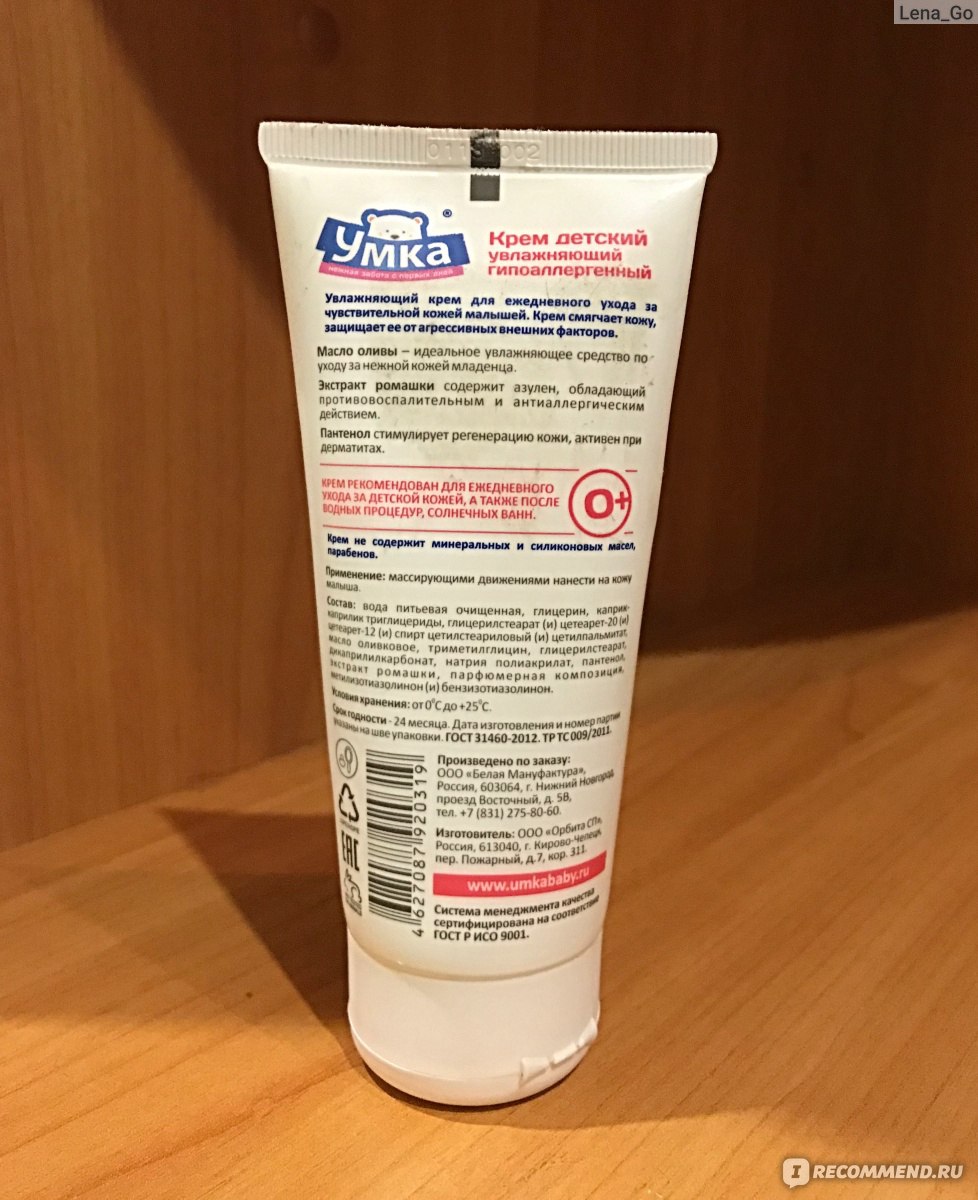 Lena_Go
Умка ®
нежная забота с первых дней
Крем детский
увлажняющий
гипоаллергенный
Увлажняющий крем для ежедневного ухода за
чувствительной кожей малышей. Крем смягчает кожу,
защищает ее от агрессивных внешних факторов.
Масло оливы – идеальное увлажняющее средство по
уходу за нежной кожей младенца.
Экстракт ромашки содержит азулен, обладающий
противовоспалительным и антиаллергическим
действием.
Пантенол стимулирует регенерацию кожи, активен при
дерматитах.
КРЕМ РЕКОМЕНДОВАН ДЛЯ ЕЖЕДНЕВНОГО
УХОДА ЗА ДЕТСКОЙ КОЖЕЙ, А ТАКЖЕ ПОСЛЕ
ВОДНЫХ ПРОЦЕДУР, СОЛНЕЧНЫХ ВАНН.
0+
Крем не содержит минеральных и силиконовых масел,
парабенов.
Применение: массирующими движениями нанести на кожу
малыша.
Состав: вода питьевая очищенная, глицерин, каприк-
каприлик триглицериды, глицерилстеарат (и) цетеарет-20 (и)
цетеарет-12 (и) спирт цетилстеариловый (и) цетилпальмитат,
масло оливковое, триметилглицин, глицерилстеарат,
дикаприлилкарбонат, натрия полиакрилат, пантенол,
экстракт ромашки, парфюмерная композиция,
метилизотиазолинон (и) бензизотиазолинон.
Условия хранения: от 0°С до +25°С.
Срок годности - 24 месяца. Дата изготовления и номер партии
указаны на шве упаковки. ГОСТ 31460-2012. ТР ТС 009/2011.
Произведено по заказу:
ООО «Белая Мануфактура»,
Россия, 603064, г. Нижний Новгород,
проезд Восточный, д. 5В,
тел. +7 (831) 275-80-60.
Изготовитель: ООО «Орбита СП»,
Россия, 613040, г. Кирово-Чепецк,
пер. Пожарный, д.7, кор. 311.
www.umkababy.ru
Система менеджмента качества
сертифицирована на соответствие
ГОСТ Р ИСО 9001.
EAC
4627087920319
IRECOMMEND.RU